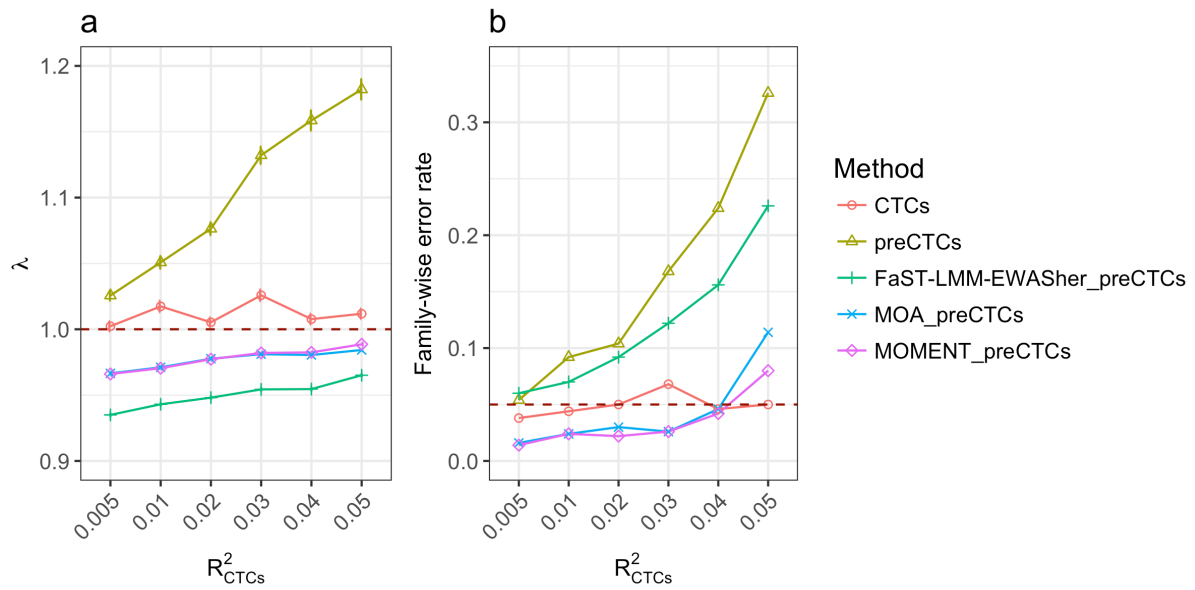 a
λ
1.2
1.1
1.0
0.9
0.005
0.01
0.02
0.03
0.04
0.05
R²CTCs
b
Family-wise error rate
0.3
0.2
0.1
0.0
0.005
0.01
0.02
0.03
0.04
0.05
R²CTCs
Method
CTCs
preCTCs
FaST-LMM-EWASher_preCTCs
MOA_preCTCs
MOMENT_preCTCs